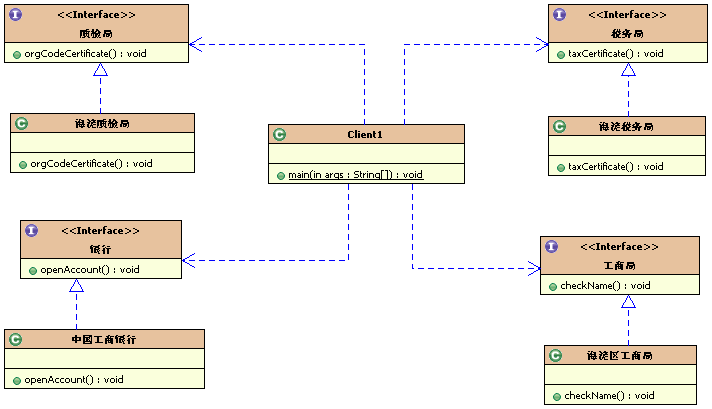 <<Interface>>
质检局
orgCodeCertificate() : void
<<Interface>>
税务局
taxCertificate() : void
海淀质检局
orgCodeCertificate() : void
Client1
main(in args : String[]) : void
海淀税务局
taxCertificate() : void
<<Interface>>
银行
openAccount() : void
<<Interface>>
工商局
checkName() : void
中国工商银行
openAccount() : void
海淀区工商局
checkName() : void